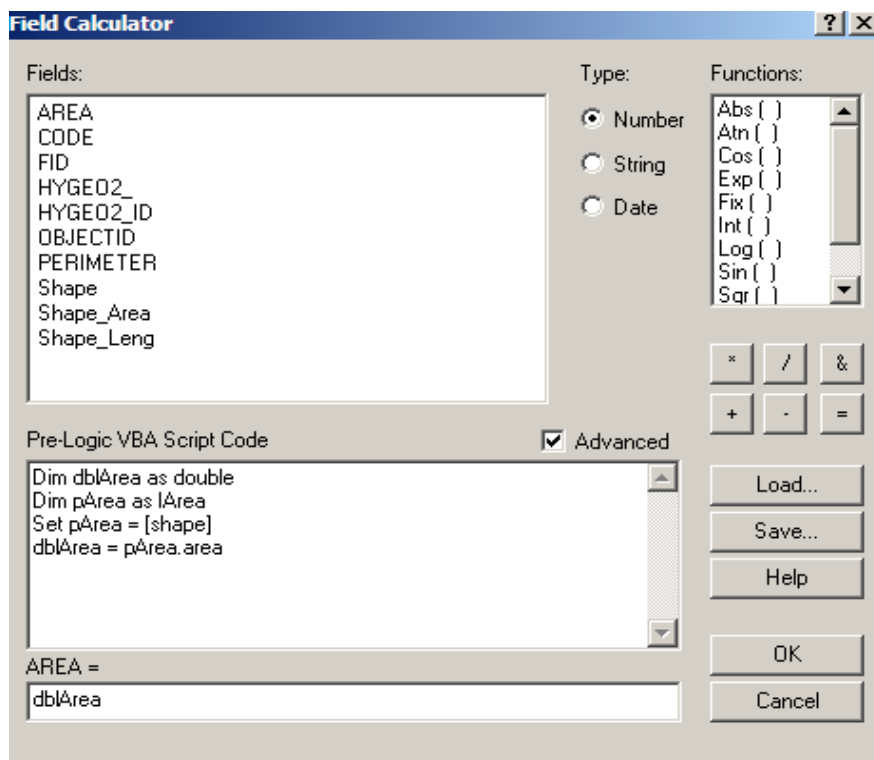 Field Calculator
? ×
Fields:
AREA
CODE
FID
HYGEO2_
HYGEO2_ID
OBJECTID
PERIMETER
Shape
Shape_Area
Shape_Leng
Type:
Number
String
Date
Functions:
Abs ( )
Atn ( )
Cos ( )
Exp ( )
Fix ( )
Int ( )
Log ( )
Sin ( )
Sqr ( )
* / &
+ - =
Pre-Logic VBA Script Code
Advanced
Dim dblArea as double
Dim pArea as IArea
Set pArea = [shape]
dblArea = pArea.area
Load...
Save...
Help
AREA =
dblArea
OK
Cancel